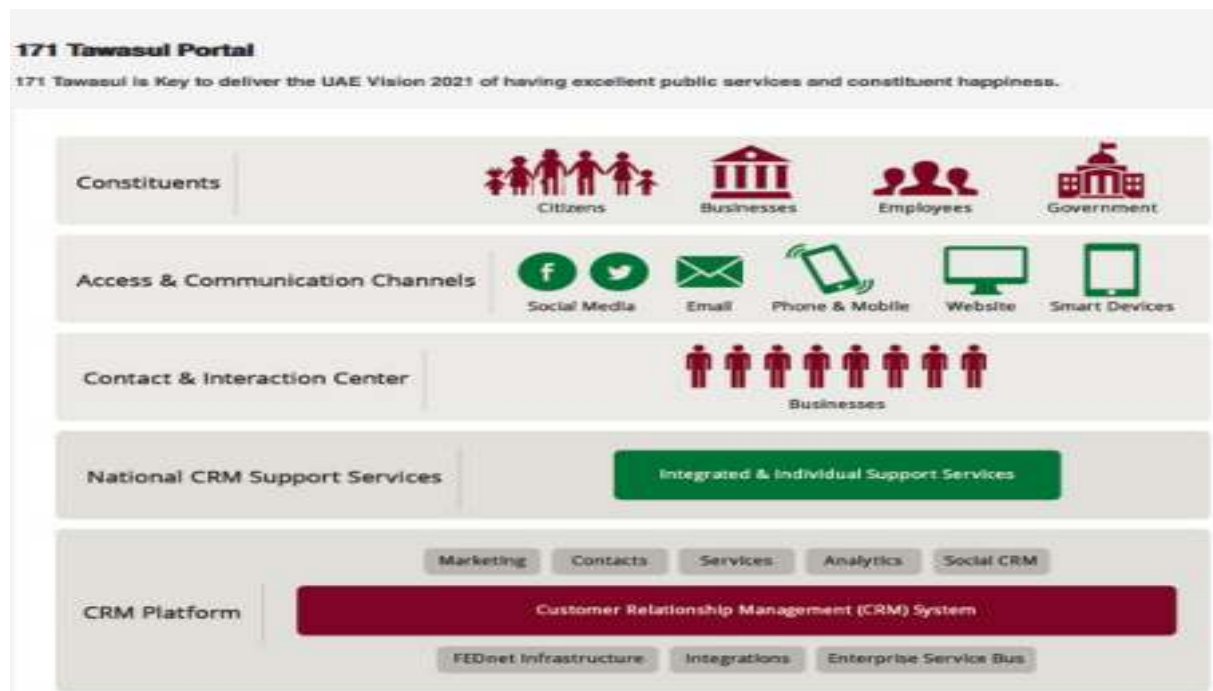 171 Tawasul Portal
171 Tawasul is Key to deliver the UAE Vision 2021 of having excellent public services and constituent happiness.
Constituents
Citizens
Businesses
Employees
Government
Access & Communication Channels
Social Media
Email
Phone & Mobile
Website
Smart Devices
Contact & Interaction Center
Businesses
National CRM Support Services
Integrated & Individual Support Services
CRM Platform
Marketing
Contacts
Services
Analytics
Social CRM
Customer Relationship Management (CRM) System
FEDnet Infrastructure
Integrations
Enterprise Service Bus